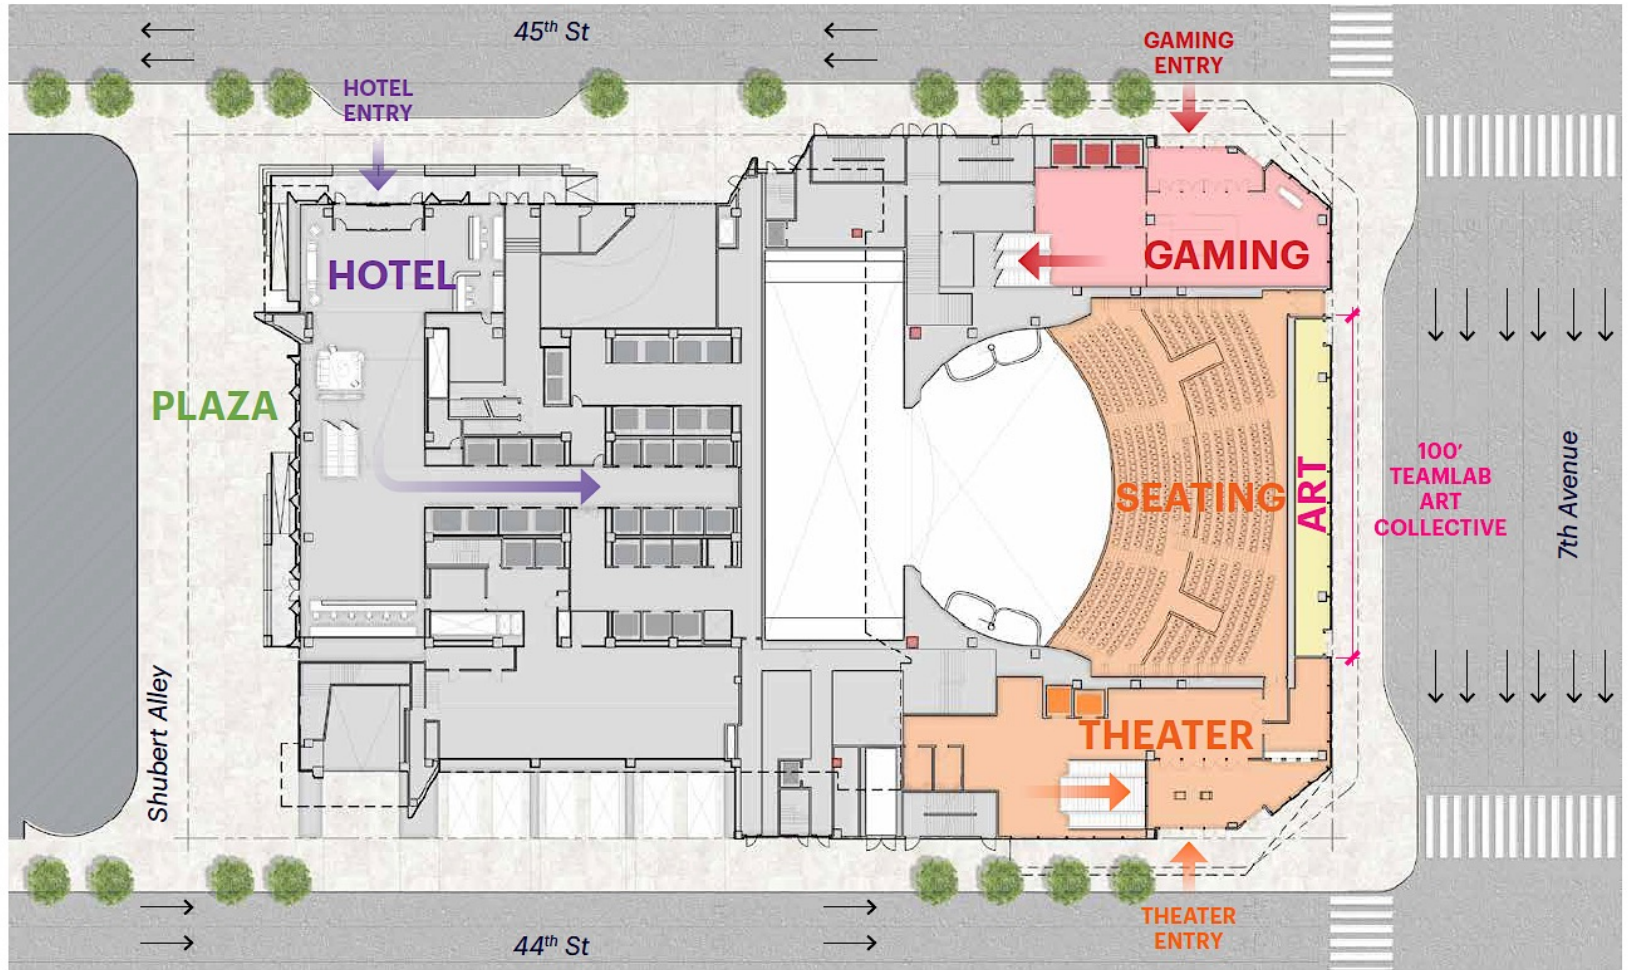 45th St
GAMING
ENTRY
HOTEL
ENTRY
GAMING
HOTEL
PLAZA
SEATING
ART
100’
TEAMLAB
ART
COLLECTIVE
7th Avenue
Shubert Alley
THEATER
THEATER
ENTRY
44th St